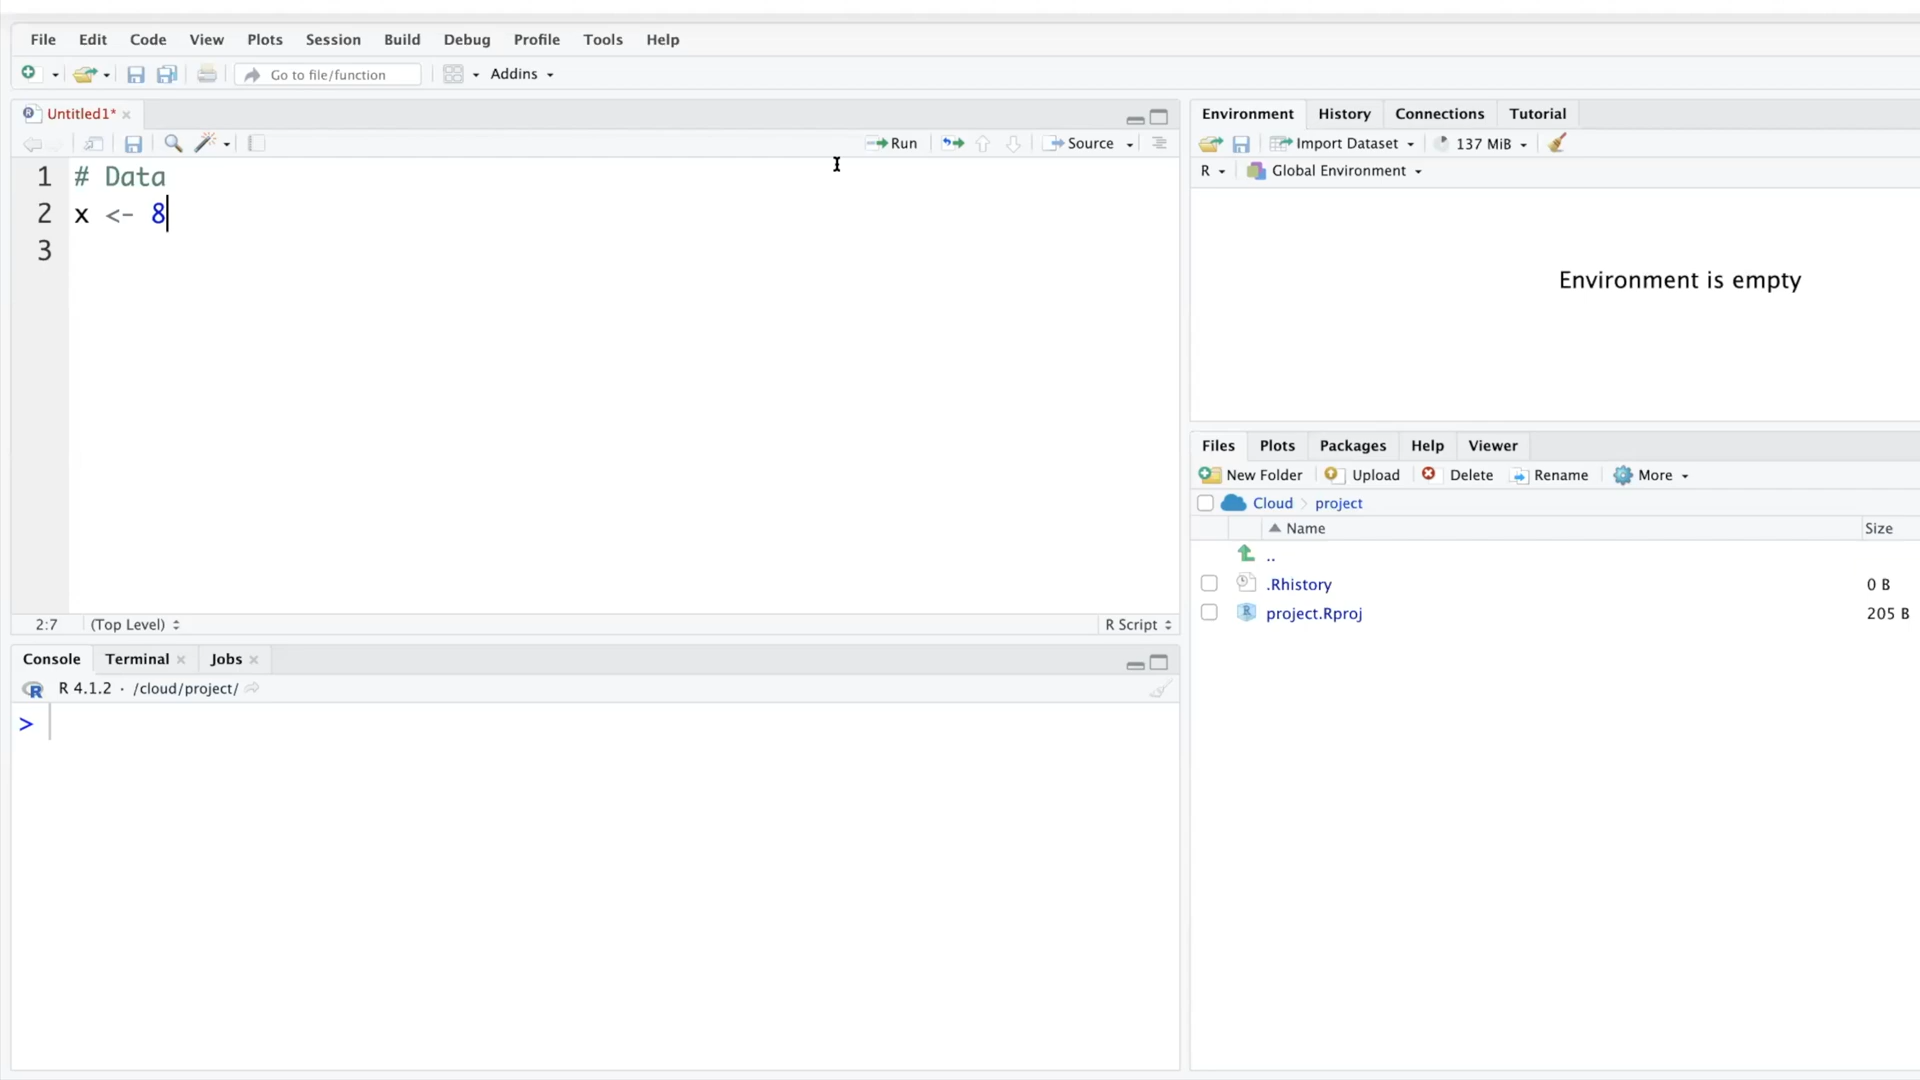 File Edit Code View Plots Session Build Debug Profile Tools Help
Go to file/function Addins
Untitled1*
Run Source
1 # Data
2 x <- 8
3
2:7 (Top Level) R Script
Console Terminal Jobs
R 4.1.2 · /cloud/project/
>
Environment History Connections Tutorial
Import Dataset 137 MiB
R Global Environment
Environment is empty
Files Plots Packages Help Viewer
New Folder Upload Delete Rename More
Cloud project
Name Size
..
.Rhistory 0 B
project.Rproj 205 B